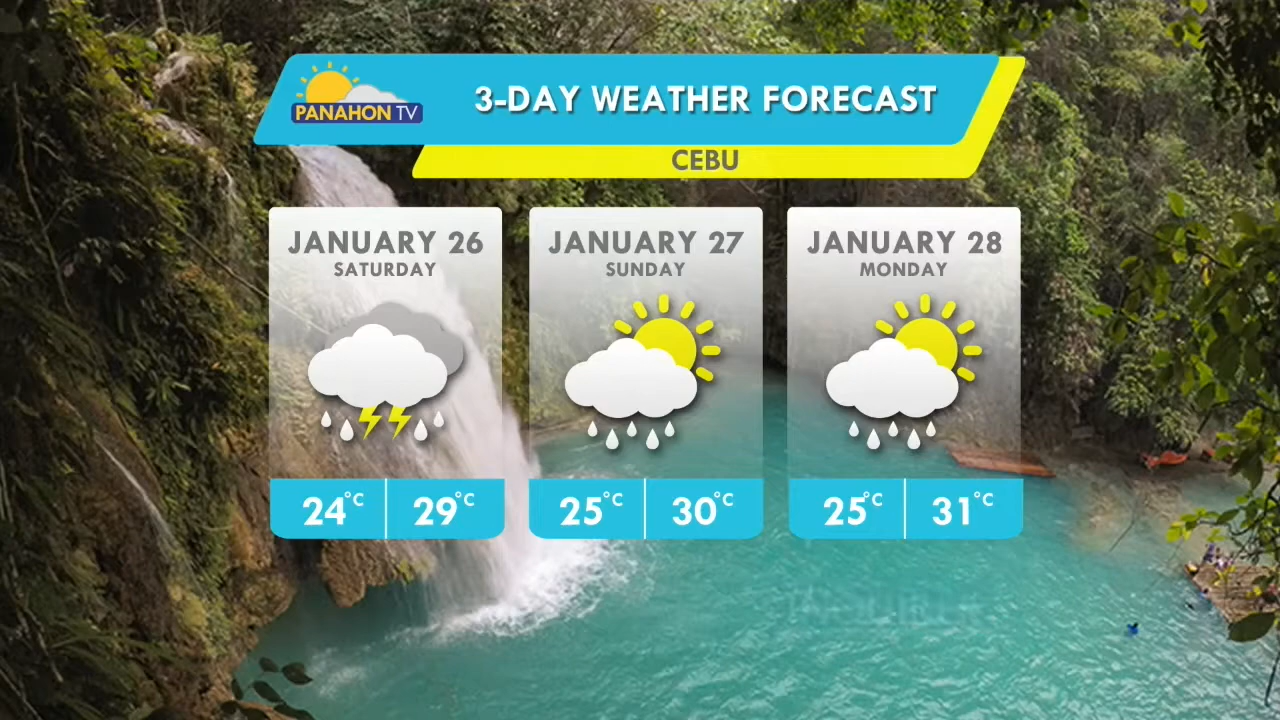 PANAHON TV
3-DAY WEATHER FORECAST
CEBU
JANUARY 26
SATURDAY
24°C
29°C
JANUARY 27
SUNDAY
25°C
30°C
JANUARY 28
MONDAY
25°C
31°C